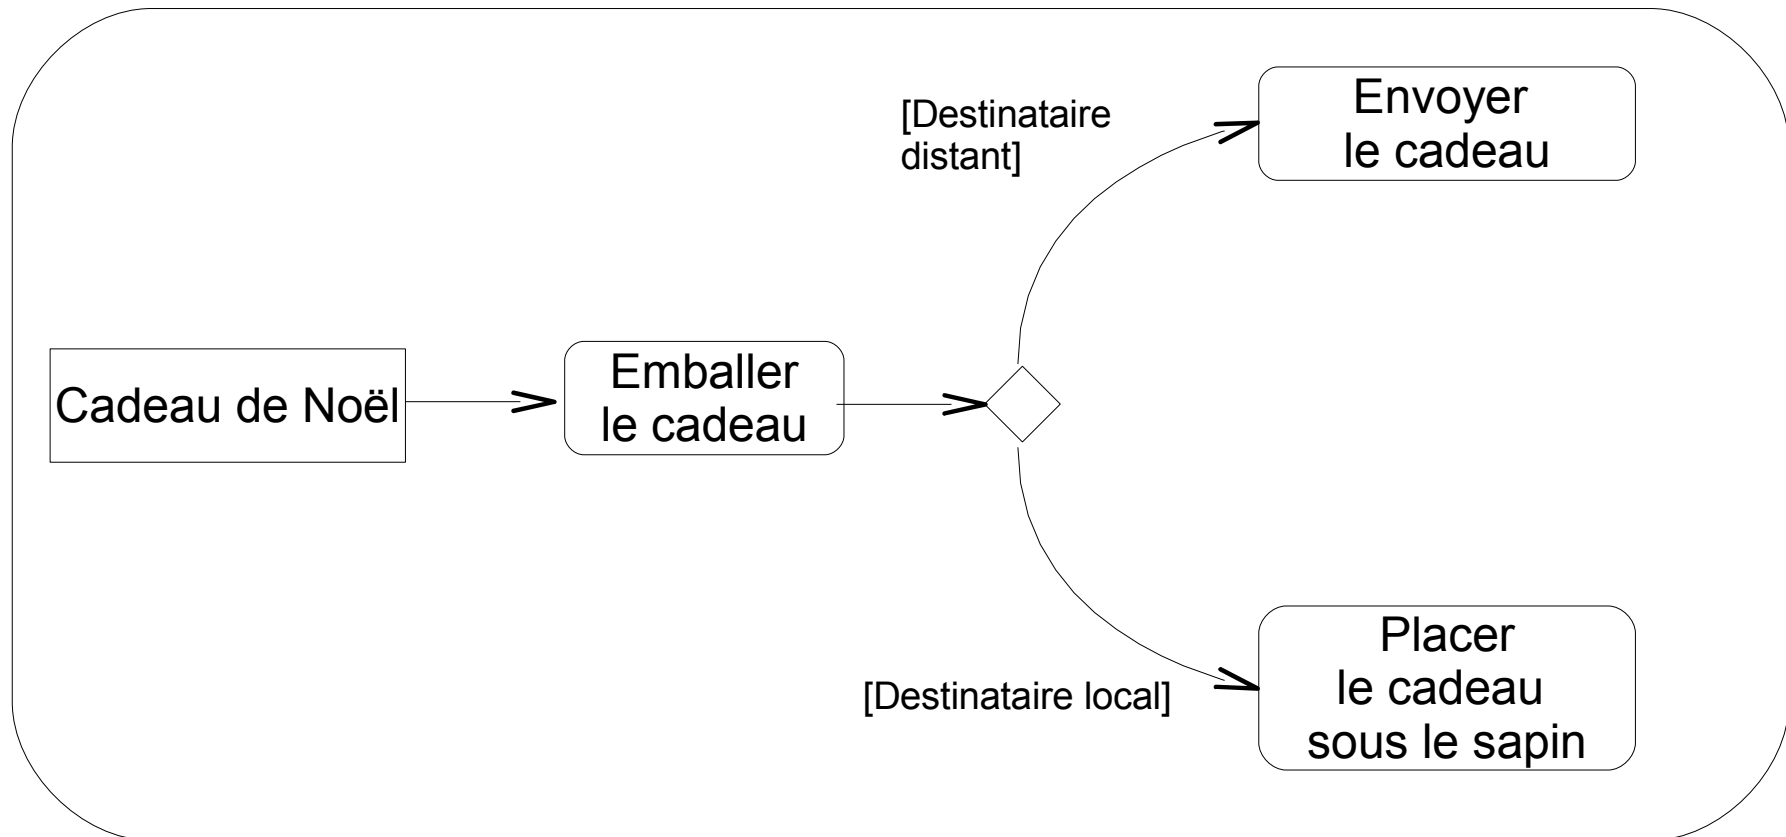 [Destinataire
distant]
Envoyer
le cadeau
Cadeau de Noël
Emballer
le cadeau
[Destinataire local]
Placer
le cadeau
sous le sapin